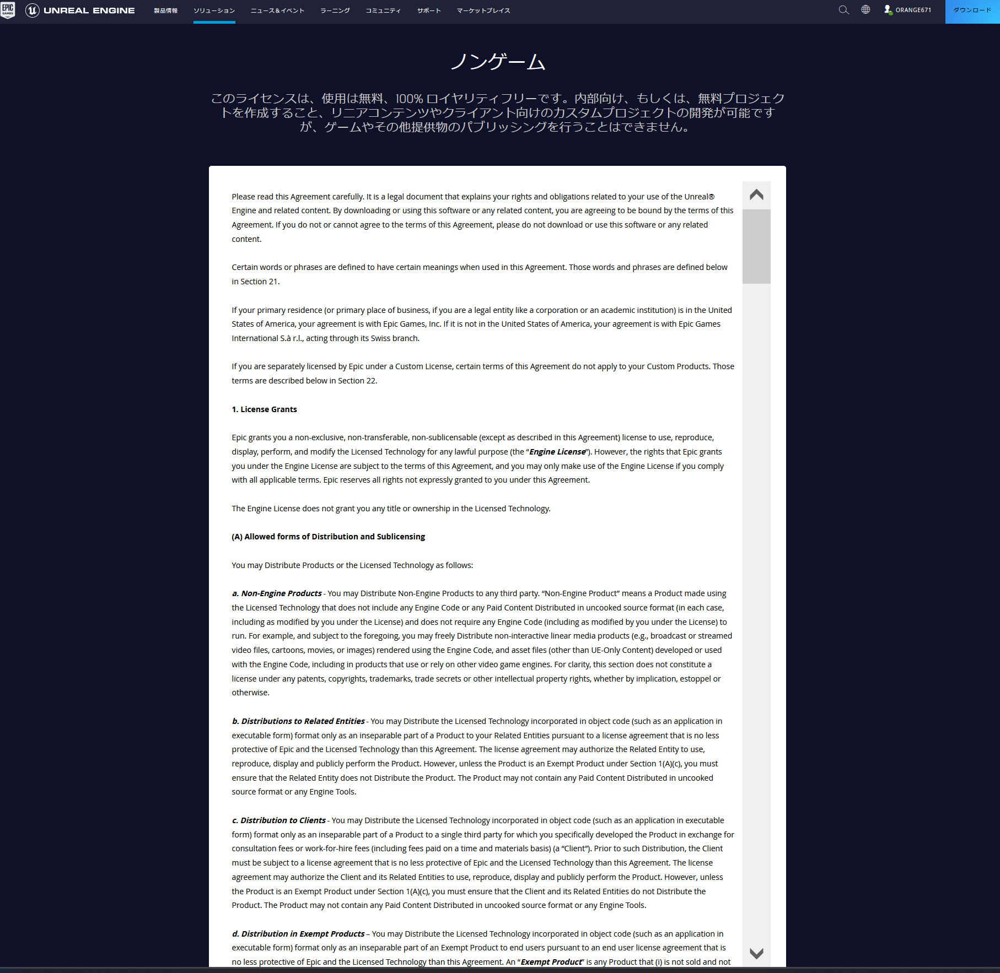 EPIC GAMES
UNREAL ENGINE 製品情報 ソリューション ニュース＆イベント ラーニング コミュニティ サポート マーケットプレイス ORANGE671 ダウンロード
ノンゲーム
このライセンスは、使用は無料、100% ロイヤリティフリーです。内部向け、もしくは、無料プロジェク
トを作成すること、リニアコンテンツやクライアント向けのカスタムプロジェクトの開発が可能です
が、ゲームやその他提供物のパブリッシングを行うことはできません。
Please read this Agreement carefully. It is a legal document that explains your rights and obligations related to your use of the Unreal®
Engine and related content. By downloading or using this software or any related content, you are agreeing to be bound by the terms of this
Agreement. If you do not or cannot agree to the terms of this Agreement, please do not download or use this software or any related
content.
Certain words or phrases are defined to have certain meanings when used in this Agreement. Those words and phrases are defined below
in Section 21.
If your primary residence (or primary place of business, if you are a legal entity like a corporation or an academic institution) is in the United
States of America, your agreement is with Epic Games, Inc. If it is not in the United States of America, your agreement is with Epic Games
International S.à r.l., acting through its Swiss branch.
If you are separately licensed by Epic under a Custom License, certain terms of this Agreement do not apply to your Custom Products. Those
terms are described below in Section 22.
1. License Grants
Epic grants you a non-exclusive, non-transferable, non-sublicensable (except as described in this Agreement) license to use, reproduce,
display, perform, and modify the Licensed Technology for any lawful purpose (the “Engine License”). However, the rights that Epic grants
you under the Engine License are subject to the terms of this Agreement, and you may only make use of the Engine License if you comply
with all applicable terms. Epic reserves all rights not expressly granted to you under this Agreement.
The Engine License does not grant you any title or ownership in the Licensed Technology.
(A) Allowed forms of Distribution and Sublicensing
You may Distribute Products or the Licensed Technology as follows:
a. Non-Engine Products - You may Distribute Non-Engine Products to any third party. “Non-Engine Product” means a Product made using
the Licensed Technology that does not include any Engine Code or any Paid Content Distributed in uncooked source format (in each case,
including as modified by you under the License) and does not require any Engine Code (including as modified by you under the License) to
run. For example, and subject to the foregoing, you may freely Distribute non-interactive linear media products (e.g., broadcast or streamed
video files, cartoons, movies, or images) rendered using the Engine Code, and asset files (other than UE-Only Content) developed or used
with the Engine Code, including in products that use or rely on other video game engines. For clarity, this section does not constitute a
license under any patents, copyrights, trademarks, trade secrets or other intellectual property rights, whether by implication, estoppel or
otherwise.
b. Distributions to Related Entities - You may Distribute the Licensed Technology incorporated in object code (such as an application in
executable form) format only as an inseparable part of a Product to your Related Entities pursuant to a license agreement that is no less
protective of Epic and the Licensed Technology than this Agreement. The license agreement may authorize the Related Entity to use,
reproduce, display and publicly perform the Product. However, unless the Product is an Exempt Product under Section 1(A)(c), you must
ensure that the Related Entity does not Distribute the Product. The Product may not contain any Paid Content Distributed in uncooked
source format or any Engine Tools.
c. Distribution to Clients - You may Distribute the Licensed Technology incorporated in object code (such as an application in executable
form) format only as an inseparable part of a Product to a single third party for which you specifically developed the Product in exchange for
consultation fees or work-for-hire fees (including fees paid on a time and materials basis) (a “Client”). Prior to such Distribution, the Client
must be subject to a license agreement that is no less protective of Epic and the Licensed Technology than this Agreement. The license
agreement may authorize the Client and its Related Entities to use, reproduce, display and publicly perform the Product. However, unless
the Product is an Exempt Product under Section 1(A)(c), you must ensure that the Client and its Related Entities do not Distribute the
Product. The Product may not contain any Paid Content Distributed in uncooked source format or any Engine Tools.
d. Distribution in Exempt Products – You may Distribute the Licensed Technology incorporated in object code (such as an application in
executable form) format only as an inseparable part of an Exempt Product to end users pursuant to an end user license agreement that is
no less protective of Epic and the Licensed Technology than this Agreement. An “Exempt Product” is any Product that (i) is not sold and not